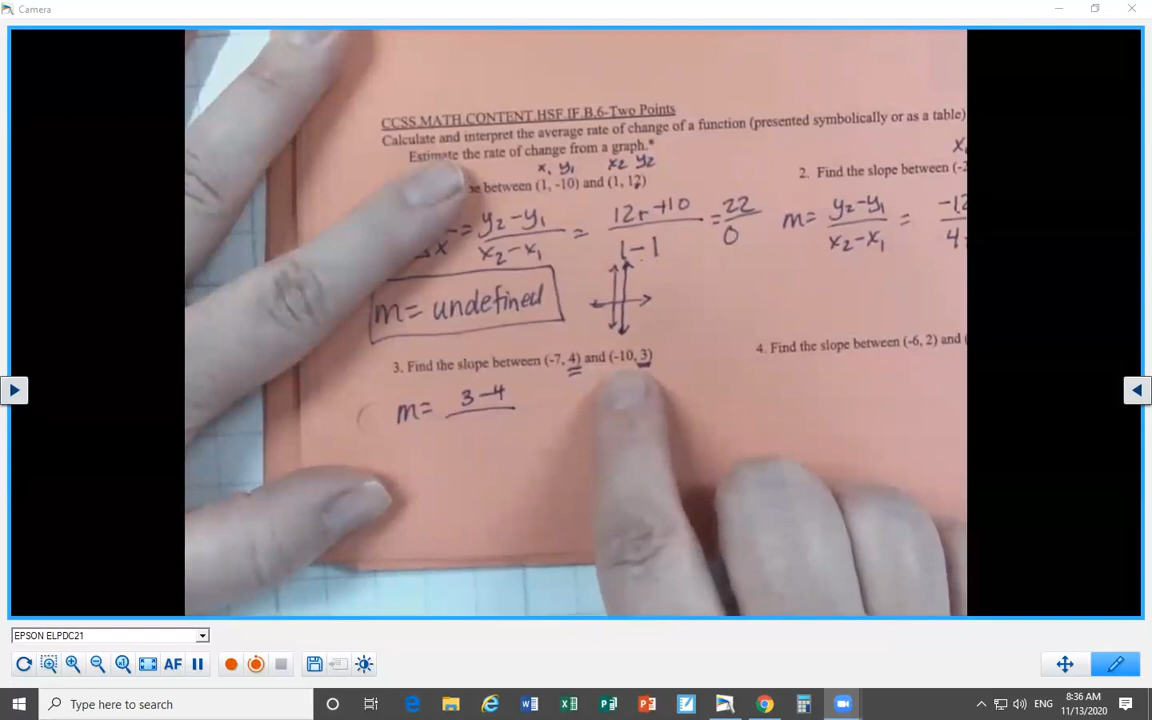 Camera
CCSS.MATH.CONTENT.HSF.IF.B.6-Two Points
Calculate and interpret the average rate of change of a function (presented symbolically or as a table)
Estimate the rate of change from a graph.*
x, y₁ x₂ y₂
between (1, -10) and (1, 12)
= y₂-y₁ / x₂-x₁ = / 1-1 = 22/0
m= undefined
2. Find the slope between
m= y₂-y₁ / x₂-x₁ =
3. Find the slope between (-7, 4) and (-10, 3)
m= 3-4
4. Find the slope between (-6, 2) and (
EPSON ELPDC21
AF
Type here to search
ENG
8:36 AM
11/13/2020